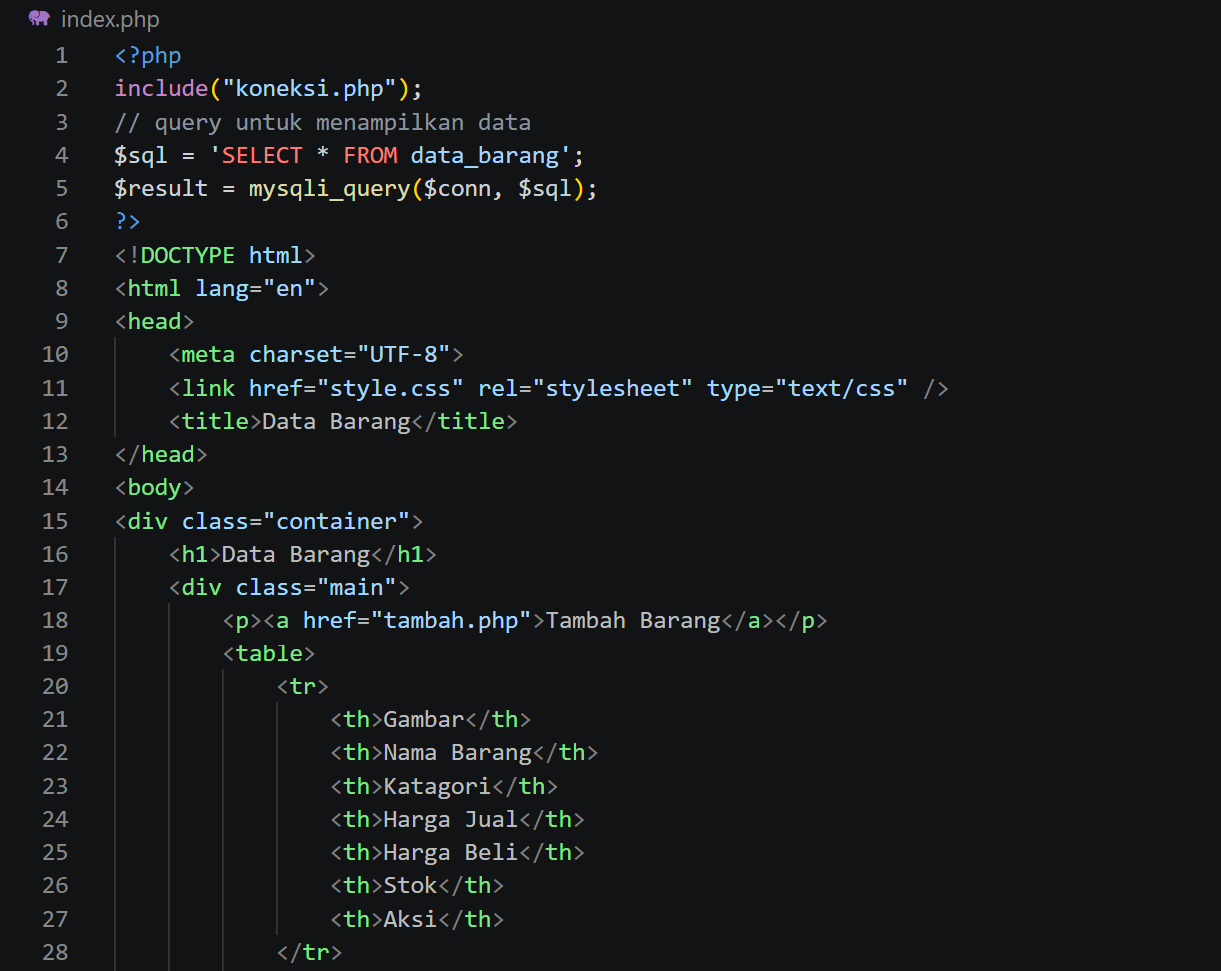 index.php
1 <?php
2 include("koneksi.php");
3 // query untuk menampilkan data
4 $sql = 'SELECT * FROM data_barang';
5 $result = mysqli_query($conn, $sql);
6 ?>
7 <!DOCTYPE html>
8 <html lang="en">
9 <head>
10     <meta charset="UTF-8">
11     <link href="style.css" rel="stylesheet" type="text/css" />
12     <title>Data Barang</title>
13 </head>
14 <body>
15 <div class="container">
16     <h1>Data Barang</h1>
17     <div class="main">
18         <p><a href="tambah.php">Tambah Barang</a></p>
19         <table>
20             <tr>
21                 <th>Gambar</th>
22                 <th>Nama Barang</th>
23                 <th>Katagori</th>
24                 <th>Harga Jual</th>
25                 <th>Harga Beli</th>
26                 <th>Stok</th>
27                 <th>Aksi</th>
28             </tr>